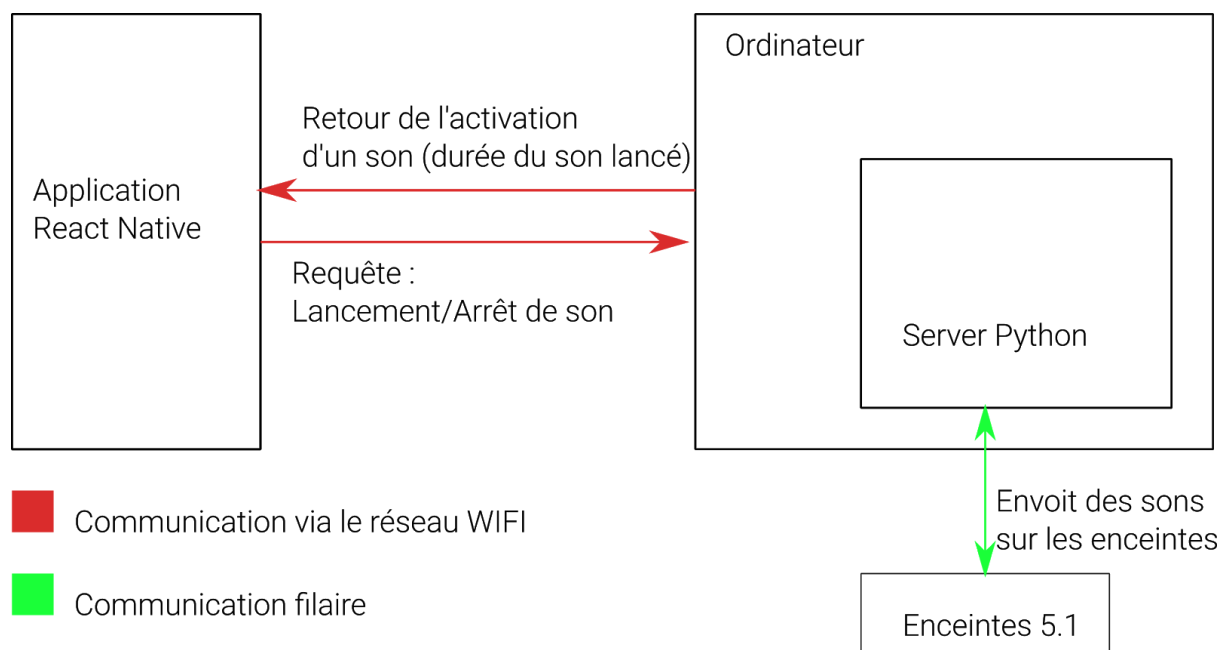 Ordinateur
Retour de l'activation
d'un son (durée du son lancé)
Application
React Native
Requête :
Lancement/Arrêt de son
Server Python
Envoit des sons
sur les enceintes
Communication via le réseau WIFI
Communication filaire
Enceintes 5.1